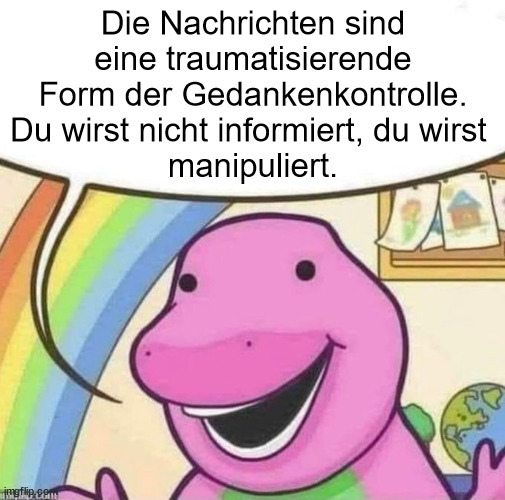 Die Nachrichten sind
eine traumatisierende
Form der Gedankenkontrolle.
Du wirst nicht informiert, du wirst
manipuliert.
imgflip.com